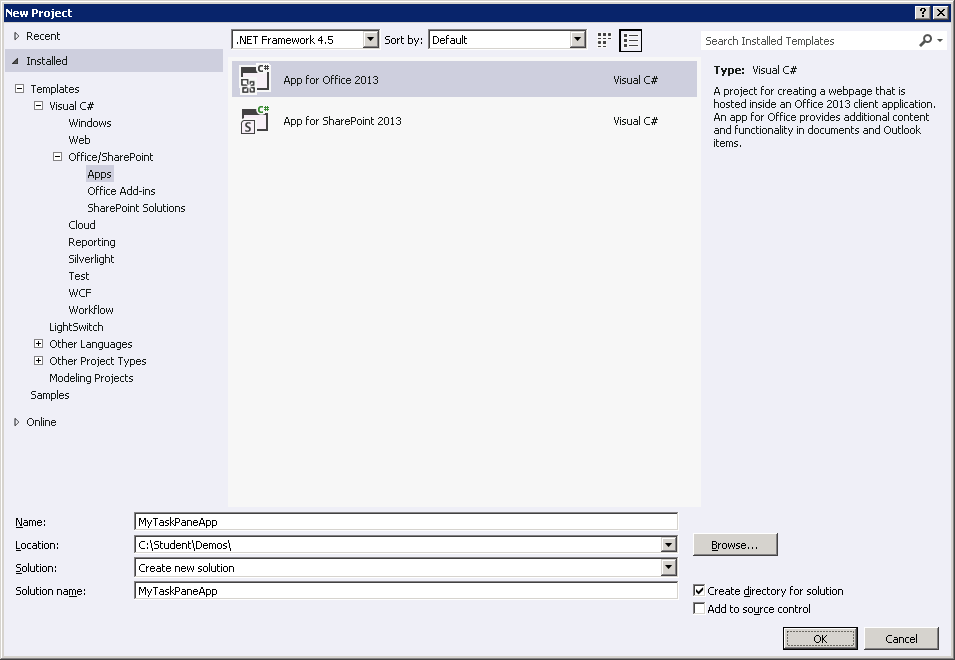 New Project
Recent
.NET Framework 4.5
Sort by:
Default
Search Installed Templates
Installed
Templates
Visual C#
Windows
Web
Office/SharePoint
Apps
Office Add-ins
SharePoint Solutions
Cloud
Reporting
Silverlight
Test
WCF
Workflow
LightSwitch
Other Languages
Other Project Types
Modeling Projects
Samples
Online
C# App for Office 2013 Visual C#
C# App for SharePoint 2013 Visual C#
Type: Visual C#
A project for creating a webpage that is
hosted inside an Office 2013 client application.
An app for Office provides additional content
and functionality in documents and Outlook
items.
Name: MyTaskPaneApp
Location: C:\Student\Demos\
Browse...
Solution: Create new solution
Solution name: MyTaskPaneApp
Create directory for solution
Add to source control
OK
Cancel